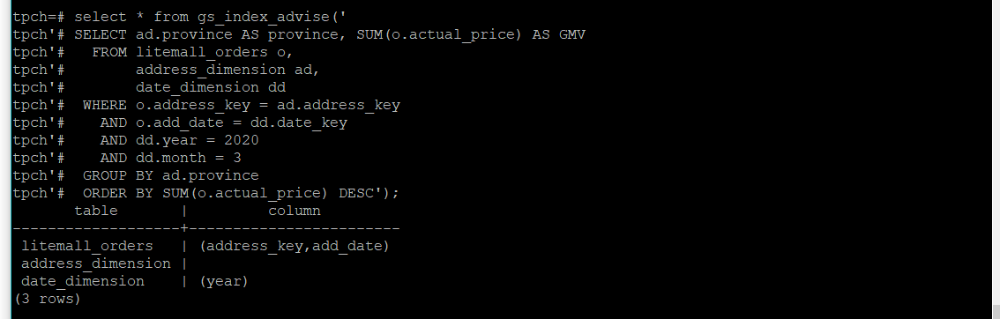 tpch=# select * from gs_index_advise('
tpch'# SELECT ad.province AS province, SUM(o.actual_price) AS GMV
tpch'#   FROM litemall_orders o,
tpch'#        address_dimension ad,
tpch'#        date_dimension dd
tpch'#  WHERE o.address_key = ad.address_key
tpch'#    AND o.add_date = dd.date_key
tpch'#    AND dd.year = 2020
tpch'#    AND dd.month = 3
tpch'#  GROUP BY ad.province
tpch'#  ORDER BY SUM(o.actual_price) DESC');
       table       |         column
-------------------+------------------------
 litemall_orders   | (address_key,add_date)
 address_dimension |
 date_dimension    | (year)
(3 rows)